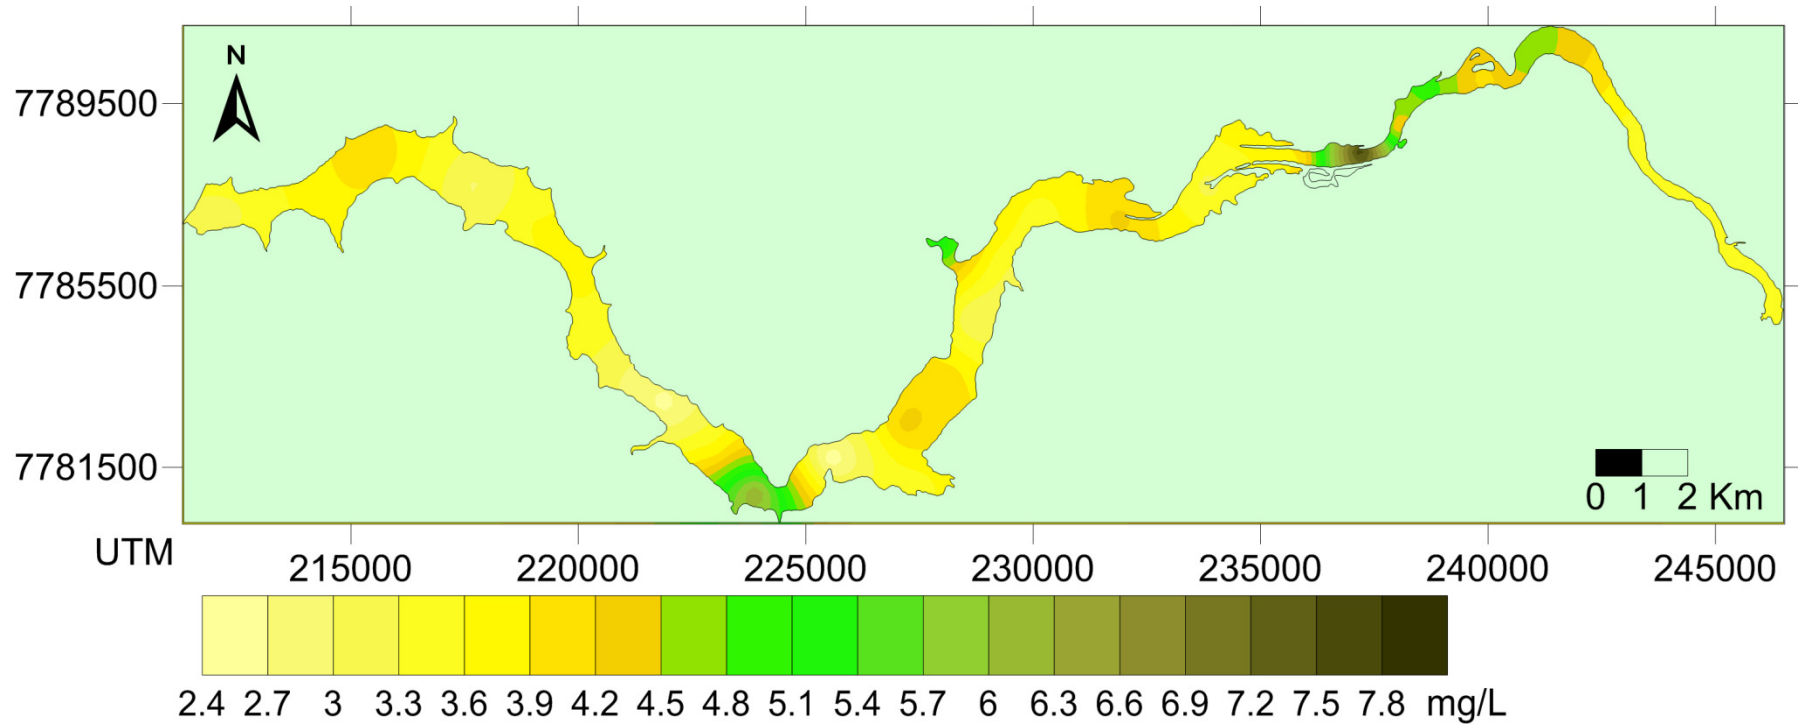 N
7789500
7785500
7781500
0 1 2 Km
UTM
215000 220000 225000 230000 235000 240000 245000
2.4 2.7 3 3.3 3.6 3.9 4.2 4.5 4.8 5.1 5.4 5.7 6 6.3 6.6 6.9 7.2 7.5 7.8 mg/L